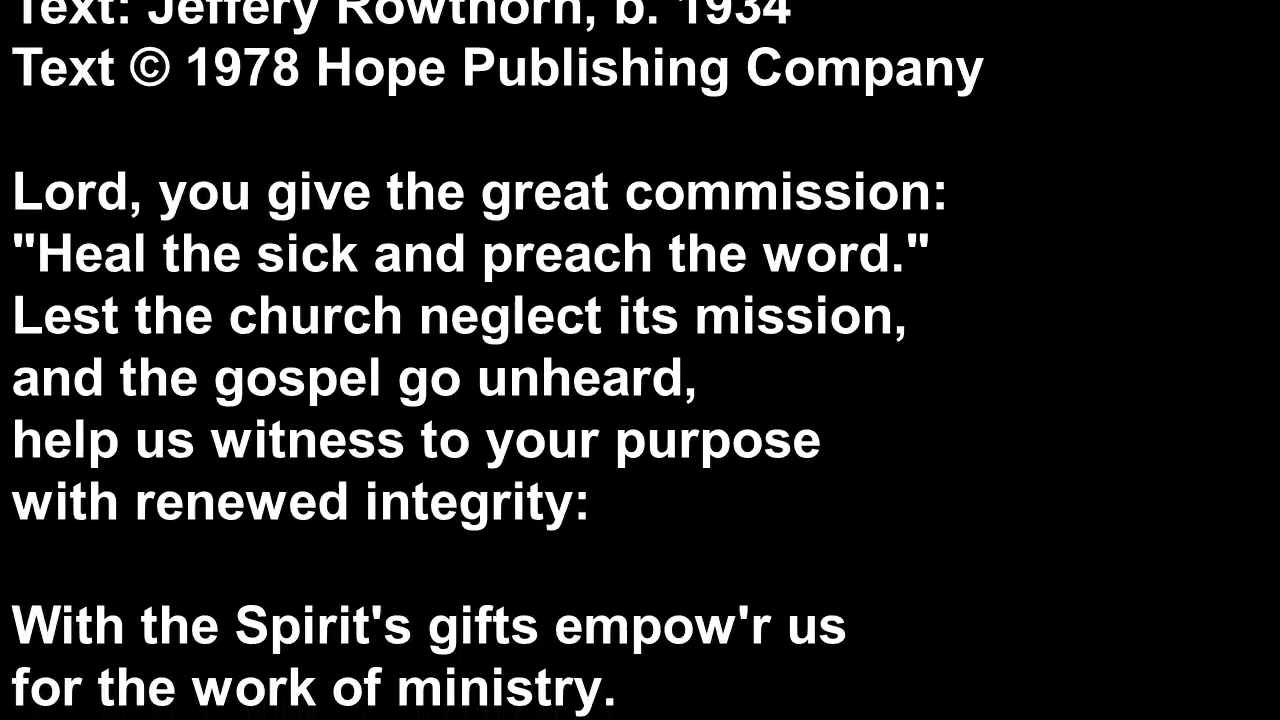 Text: Jeffery Rowthorn, b. 1934
Text © 1978 Hope Publishing Company
Lord, you give the great commission:
"Heal the sick and preach the word."
Lest the church neglect its mission,
and the gospel go unheard,
help us witness to your purpose
with renewed integrity:
With the Spirit's gifts empow'r us
for the work of ministry.